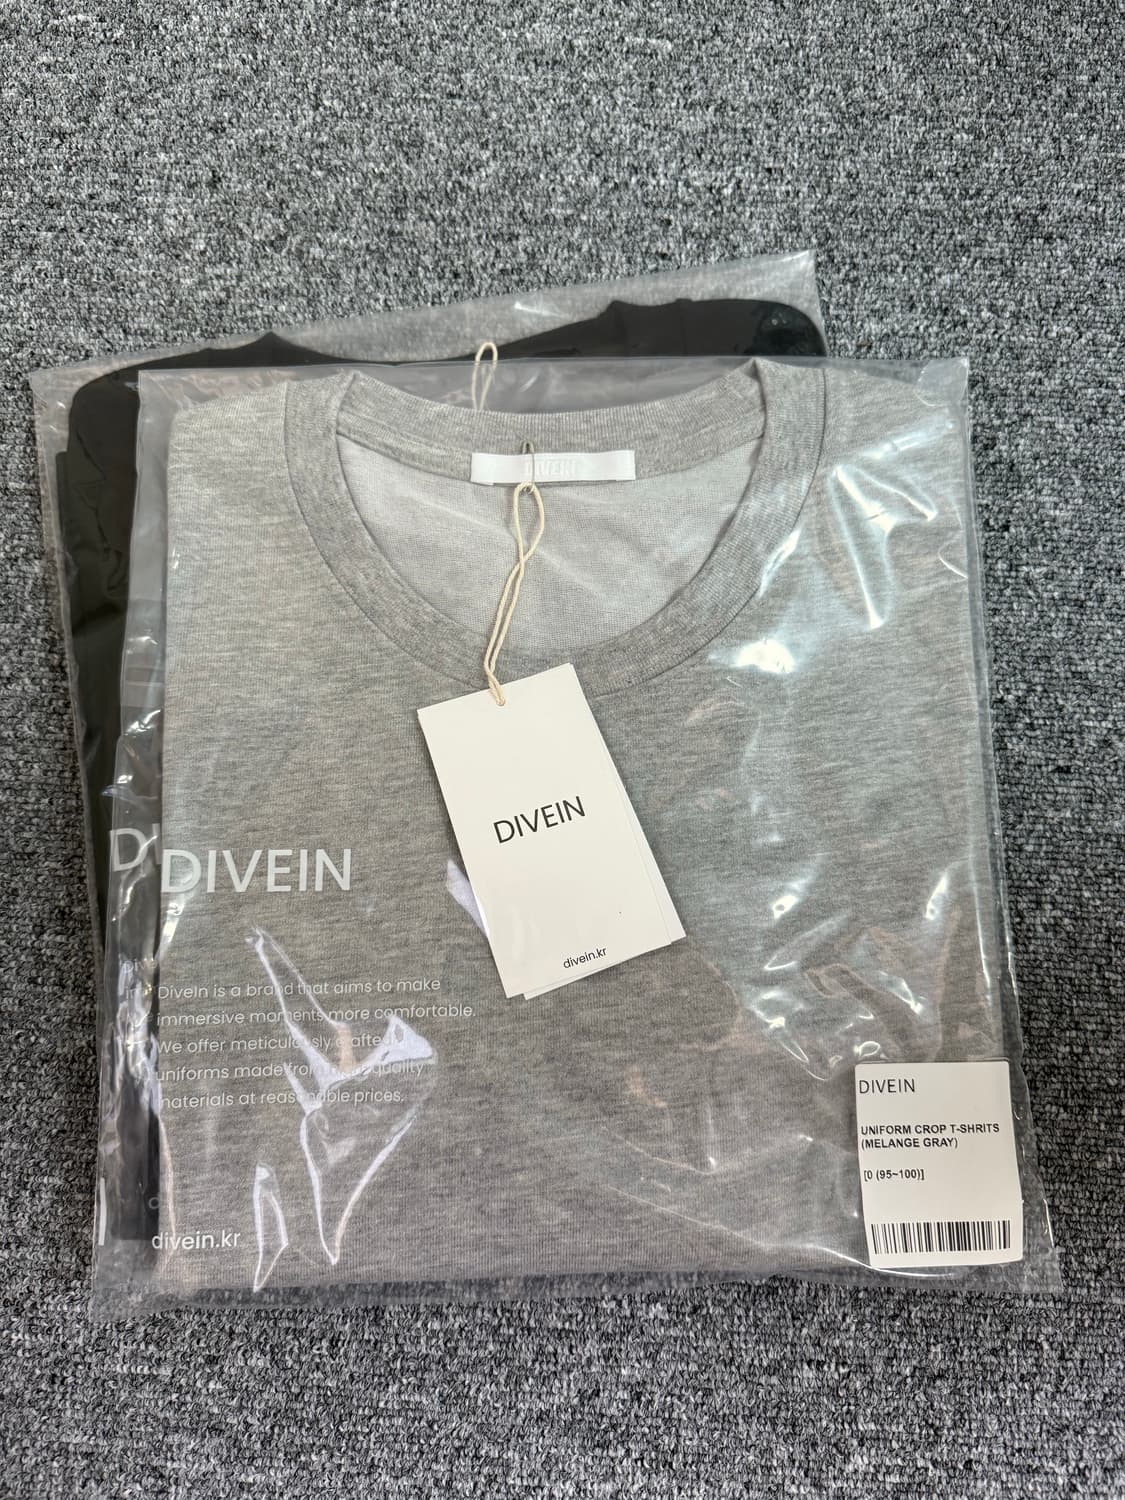 DIVEIN
DIVEIN
divein.kr
DIVEIN
DiveIn is a brand that aims to make
immersive moments more comfortable.
We offer meticulously crafted
uniforms made from high-quality
materials at reasonable prices.
divein.kr
DIVEIN
UNIFORM CROP T-SHRITS
(MELANGE GRAY)
[0 (95~100)]